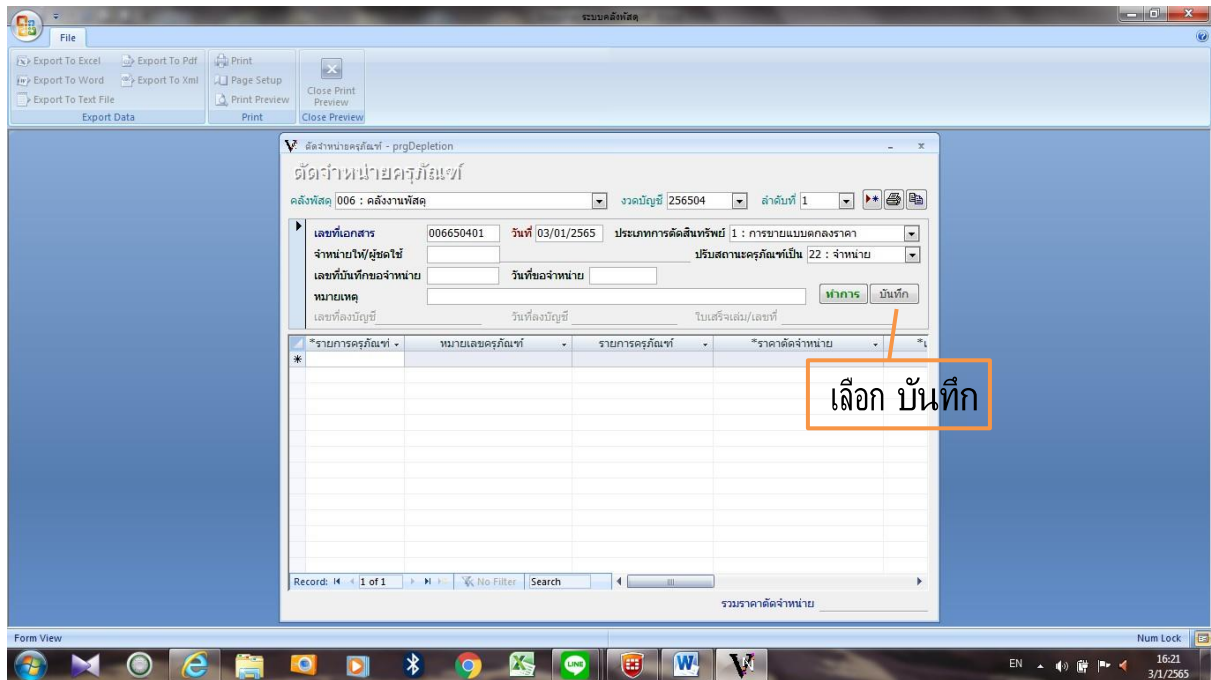 ระบบคลังพัสดุ
File
Export To Excel Export To Pdf Print
Export To Word Export To Xml Page Setup
Export To Text File Print Preview
Close Print Preview
Export Data Print Close Preview
ตัดจำหน่ายครุภัณฑ์ - prgDepletion
ตัดจำหน่ายครุภัณฑ์
คลังพัสดุ 006 : คลังงานพัสดุ งวดบัญชี 256504 ลำดับที่ 1
เลขที่เอกสาร 006650401 วันที่ 03/01/2565 ประเภทการตัดสินทรัพย์ 1 : การขายแบบตกลงราคา
จำหน่ายให้/ผู้ชดใช้ ปรับสถานะครุภัณฑ์เป็น 22 : จำหน่าย
เลขที่บันทึกขอจำหน่าย วันที่ขอจำหน่าย
หมายเหตุ ทำการ บันทึก
เลขที่ลงบัญชี วันที่ลงบัญชี ใบเสร็จเล่ม/เลขที่
*รายการครุภัณฑ์ หมายเลขครุภัณฑ์ รายการครุภัณฑ์ *ราคาตัดจำหน่าย
เลือก บันทึก
Record: 1 of 1 No Filter Search
รวมราคาตัดจำหน่าย
Form View Num Lock
LINE EN 16:21
3/1/2565